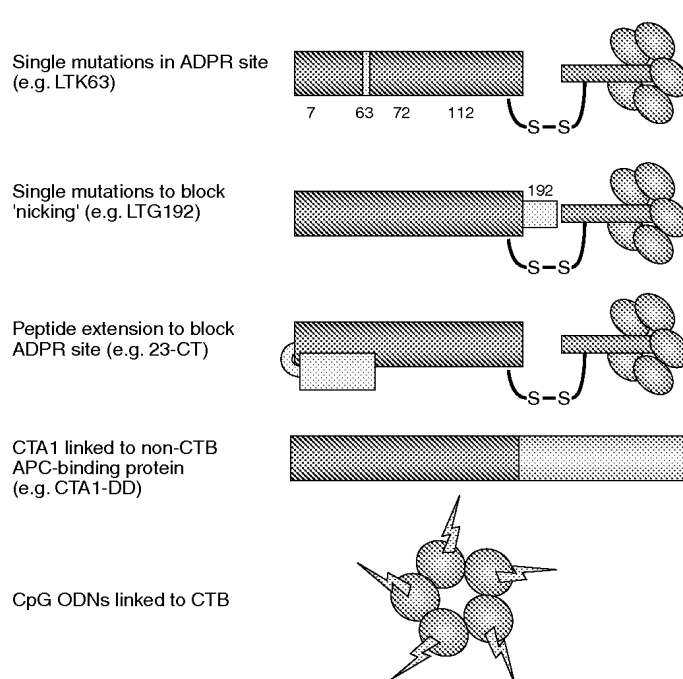 Single mutations in ADPR site
(e.g. LTK63)
7 63 72 112
S S
Single mutations to block
'nicking' (e.g. LTG192)
192
S S
Peptide extension to block
ADPR site (e.g. 23-CT)
S S
CTA1 linked to non-CTB
APC-binding protein
(e.g. CTA1-DD)
CpG ODNs linked to CTB